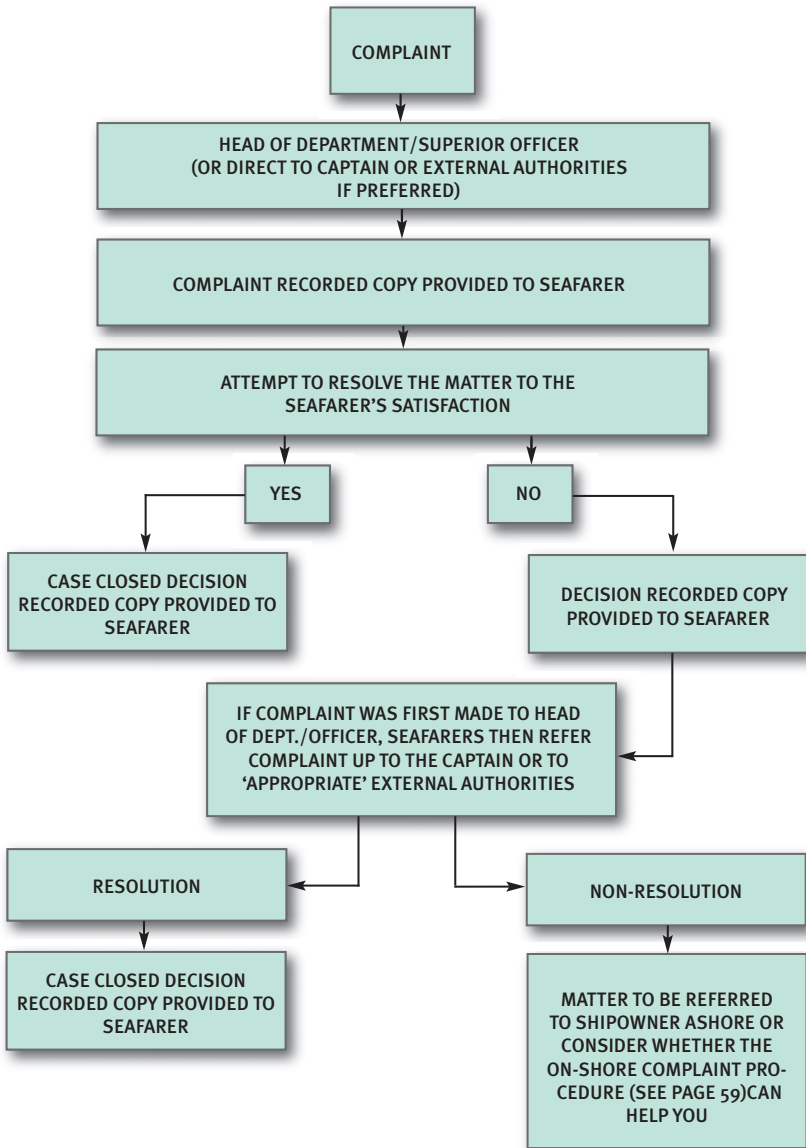 COMPLAINT
HEAD OF DEPARTMENT/SUPERIOR OFFICER
(OR DIRECT TO CAPTAIN OR EXTERNAL AUTHORITIES
IF PREFERRED)
COMPLAINT RECORDED COPY PROVIDED TO SEAFARER
ATTEMPT TO RESOLVE THE MATTER TO THE
SEAFARER’S SATISFACTION
YES
NO
CASE CLOSED DECISION
RECORDED COPY PROVIDED TO
SEAFARER
DECISION RECORDED COPY
PROVIDED TO SEAFARER
IF COMPLAINT WAS FIRST MADE TO HEAD
OF DEPT./OFFICER, SEAFARERS THEN REFER
COMPLAINT UP TO THE CAPTAIN OR TO
‘APPROPRIATE’ EXTERNAL AUTHORITIES
RESOLUTION
NON-RESOLUTION
CASE CLOSED DECISION
RECORDED COPY PROVIDED TO
SEAFARER
MATTER TO BE REFERRED
TO SHIPOWNER ASHORE OR
CONSIDER WHETHER THE
ON-SHORE COMPLAINT PRO-
CEDURE (SEE PAGE 59)CAN
HELP YOU